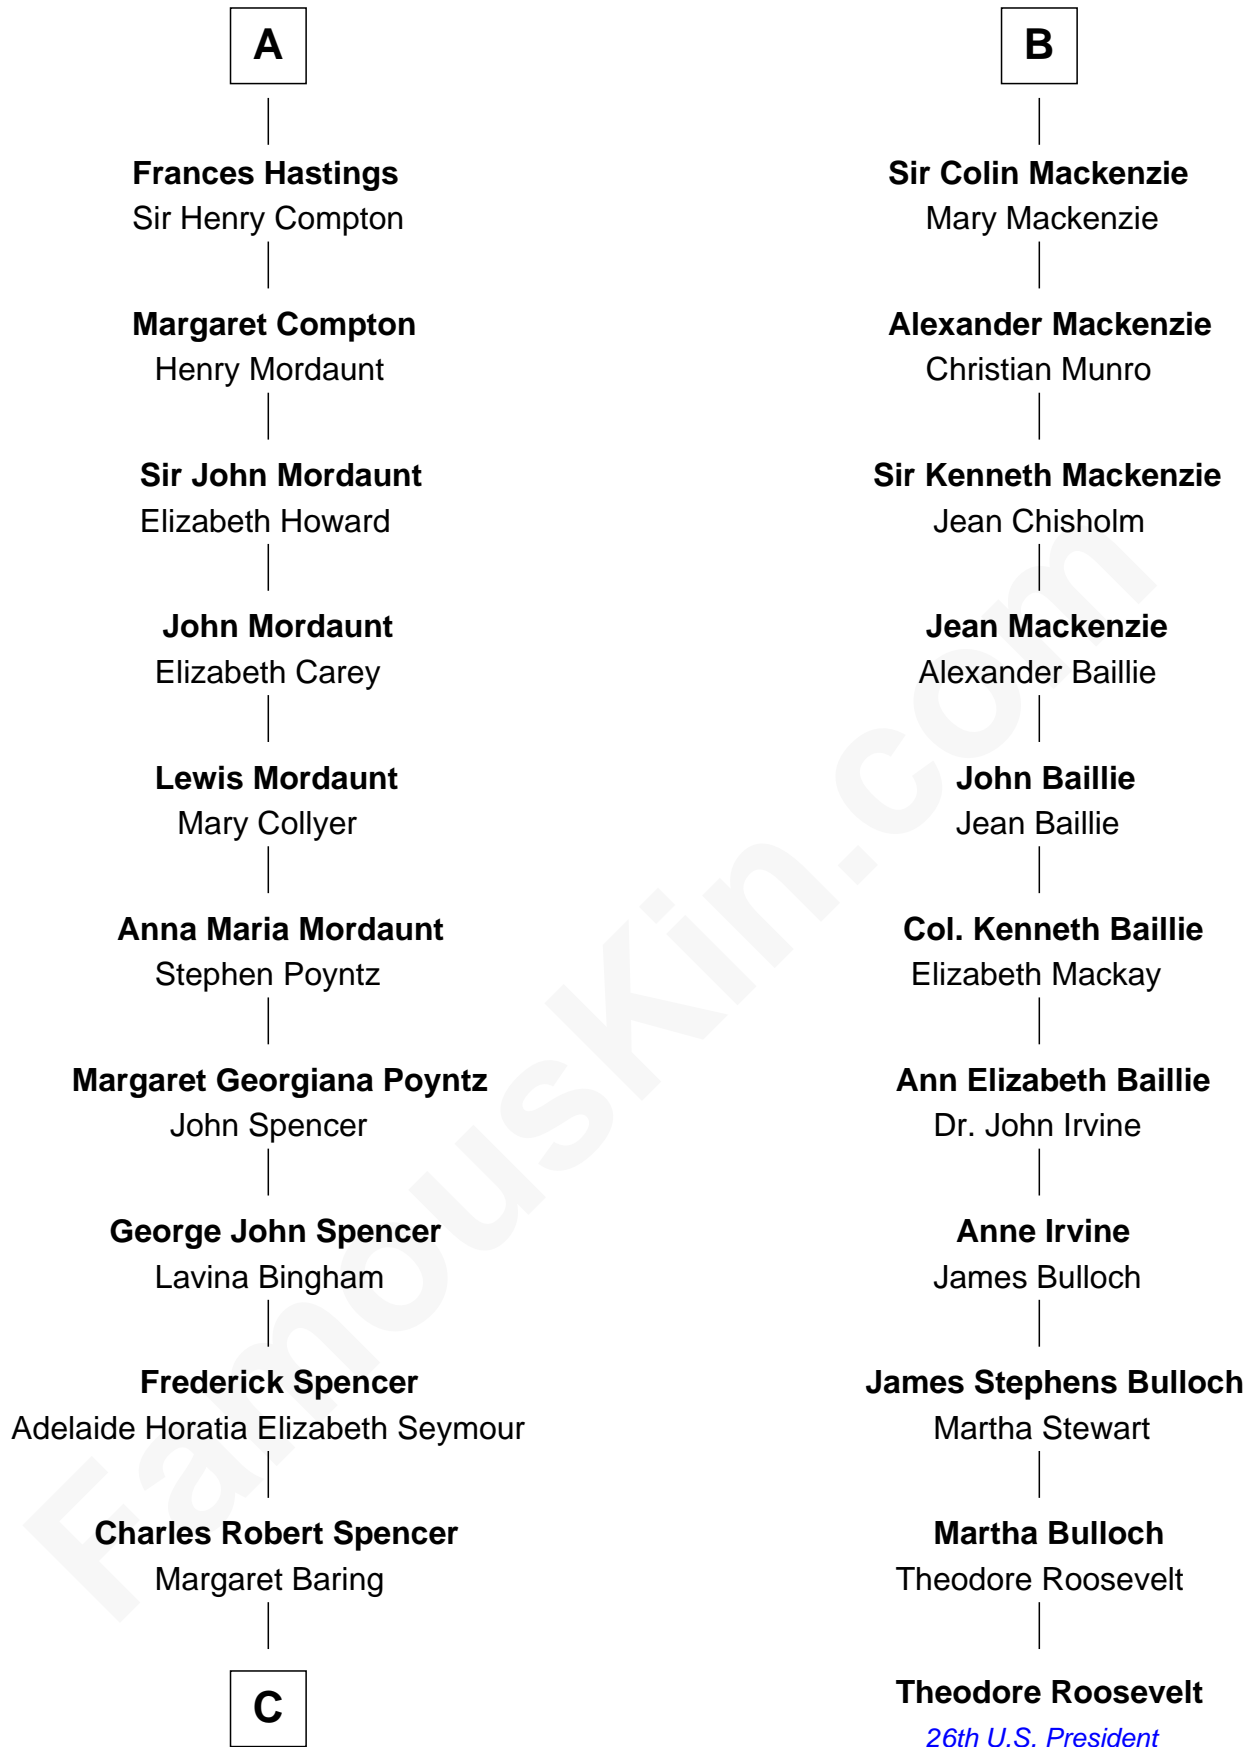 A
Frances Hastings
Sir Henry Compton
Margaret Compton
Henry Mordaunt
Sir John Mordaunt
Elizabeth Howard
John Mordaunt
Elizabeth Carey
Lewis Mordaunt
Mary Collyer
Anna Maria Mordaunt
Stephen Poyntz
Margaret Georgiana Poyntz
John Spencer
George John Spencer
Lavina Bingham
Frederick Spencer
Adelaide Horatia Elizabeth Seymour
Charles Robert Spencer
Margaret Baring
C
B
Sir Colin Mackenzie
Mary Mackenzie
Alexander Mackenzie
Christian Munro
Sir Kenneth Mackenzie
Jean Chisholm
Jean Mackenzie
Alexander Baillie
John Baillie
Jean Baillie
Col. Kenneth Baillie
Elizabeth Mackay
Ann Elizabeth Baillie
Dr. John Irvine
Anne Irvine
James Bulloch
James Stephens Bulloch
Martha Stewart
Martha Bulloch
Theodore Roosevelt
Theodore Roosevelt
26th U.S. President
FamousKin.com